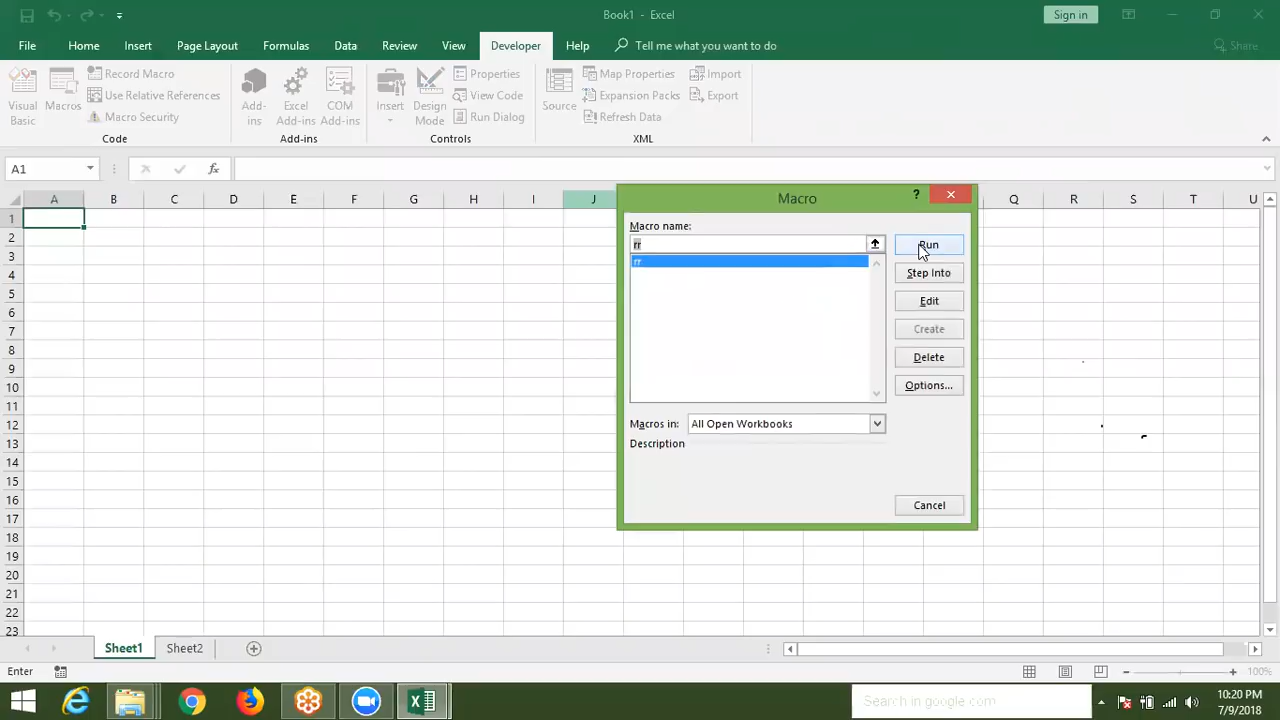 Book1 - Excel
Sign in
File Home Insert Page Layout Formulas Data Review View Developer Help Tell me what you want to do Share
Visual Basic
Macros
Record Macro
Use Relative References
Macro Security
Code
Add-ins
Excel Add-ins
COM Add-ins
Add-ins
Insert
Design Mode
Properties
View Code
Run Dialog
Controls
Source
Map Properties
Expansion Packs
Refresh Data
Import
Export
XML
A1
fx
A B C D E F G H I J Q R S T U
1
2
3
4
5
6
7
8
9
10
11
12
13
14
15
16
17
18
19
20
21
22
23
Macro
?
Macro name:
rr
rr
Run
Step Into
Edit
Create
Delete
Options...
Macros in: All Open Workbooks
Description
Cancel
Sheet1 Sheet2
Enter
100%
Search in google.com
10:20 PM
7/9/2018